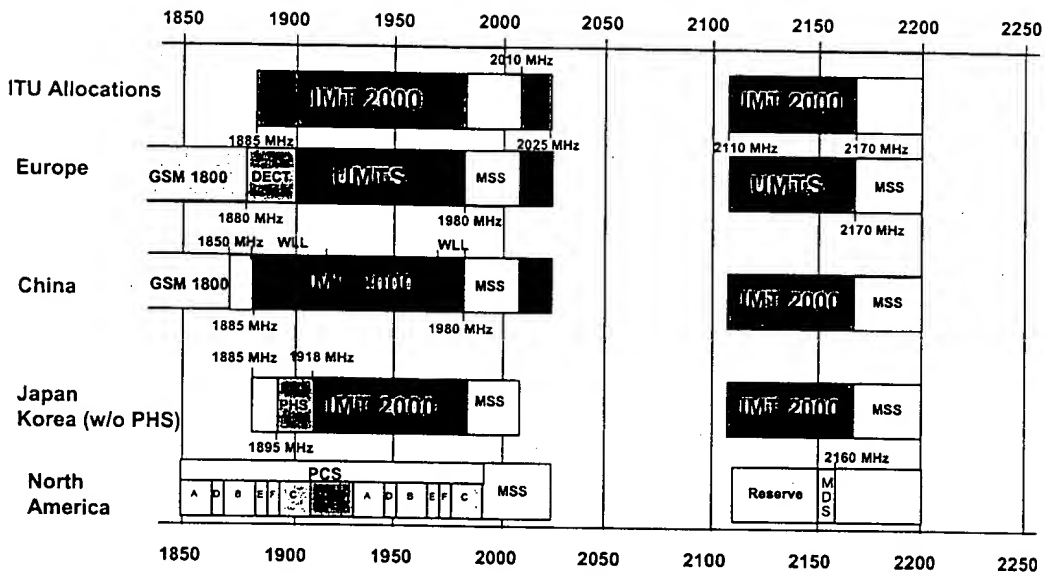 1850 1900 1950 2000 2050 2100 2150 2200 2250
2010 MHz
ITU Allocations IMT 2000 IMT 2000
1885 MHz 2025 MHz 2110 MHz 2170 MHz
Europe GSM 1800 DECT UMTS MSS UMTS MSS
1880 MHz 1980 MHz 2170 MHz
1850 MHz WLL WLL
China GSM 1800 IMT 2000 MSS IMT 2000 MSS
1885 MHz 1980 MHz
1885 MHz 1918 MHz
Japan
Korea (w/o PHS) PHS IMT 2000 MSS IMT 2000 MSS
1895 MHz 2160 MHz
North
America
PCS
A D B E F C A D B E F C MSS Reserve M
D
S
1850 1900 1950 2000 2050 2100 2150 2200 2250